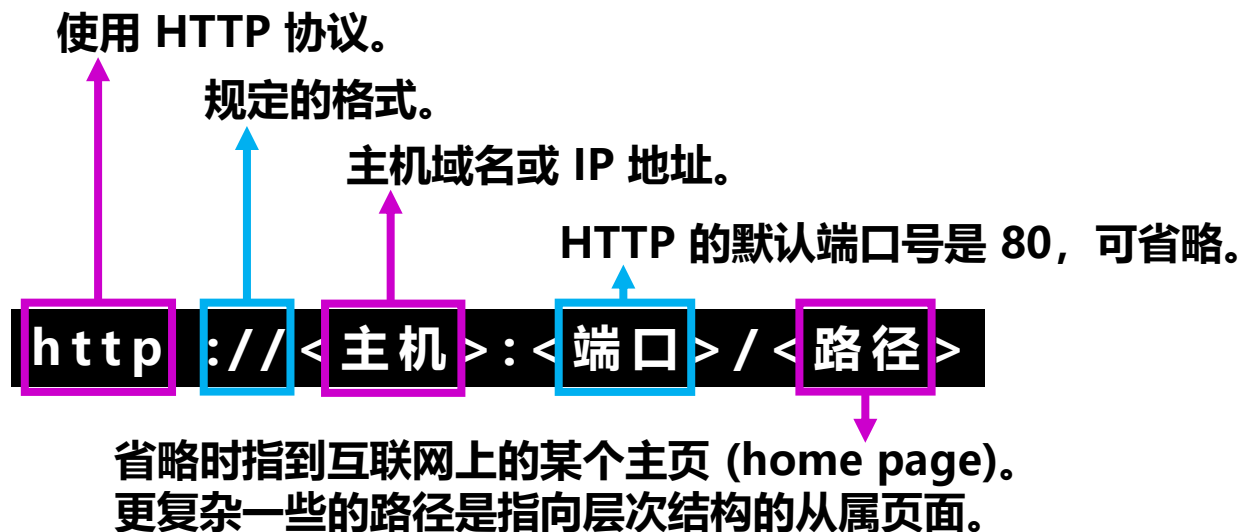 使用 HTTP 协议。
规定的格式。
主机域名或 IP 地址。
HTTP 的默认端口号是 80，可省略。
http://<主机>:<端口>/<路径>
省略时指到互联网上的某个主页 (home page)。
更复杂一些的路径是指向层次结构的从属页面。